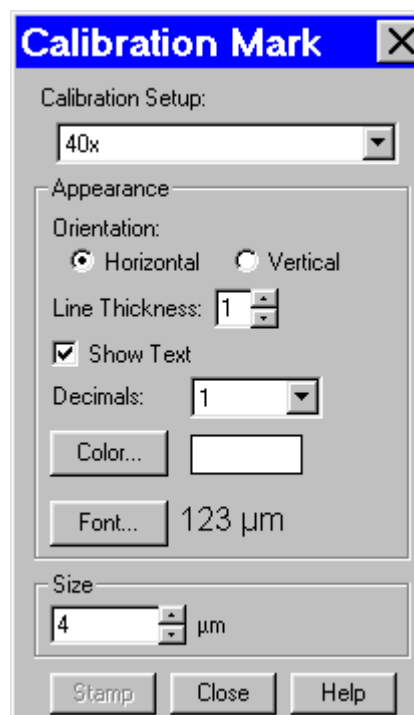 Calibration Mark
Calibration Setup:
40x
Appearance
Orientation:
Horizontal Vertical
Line Thickness: 1
Show Text
Decimals: 1
Color...
Font... 123 µm
Size
4 µm
Stamp Close Help